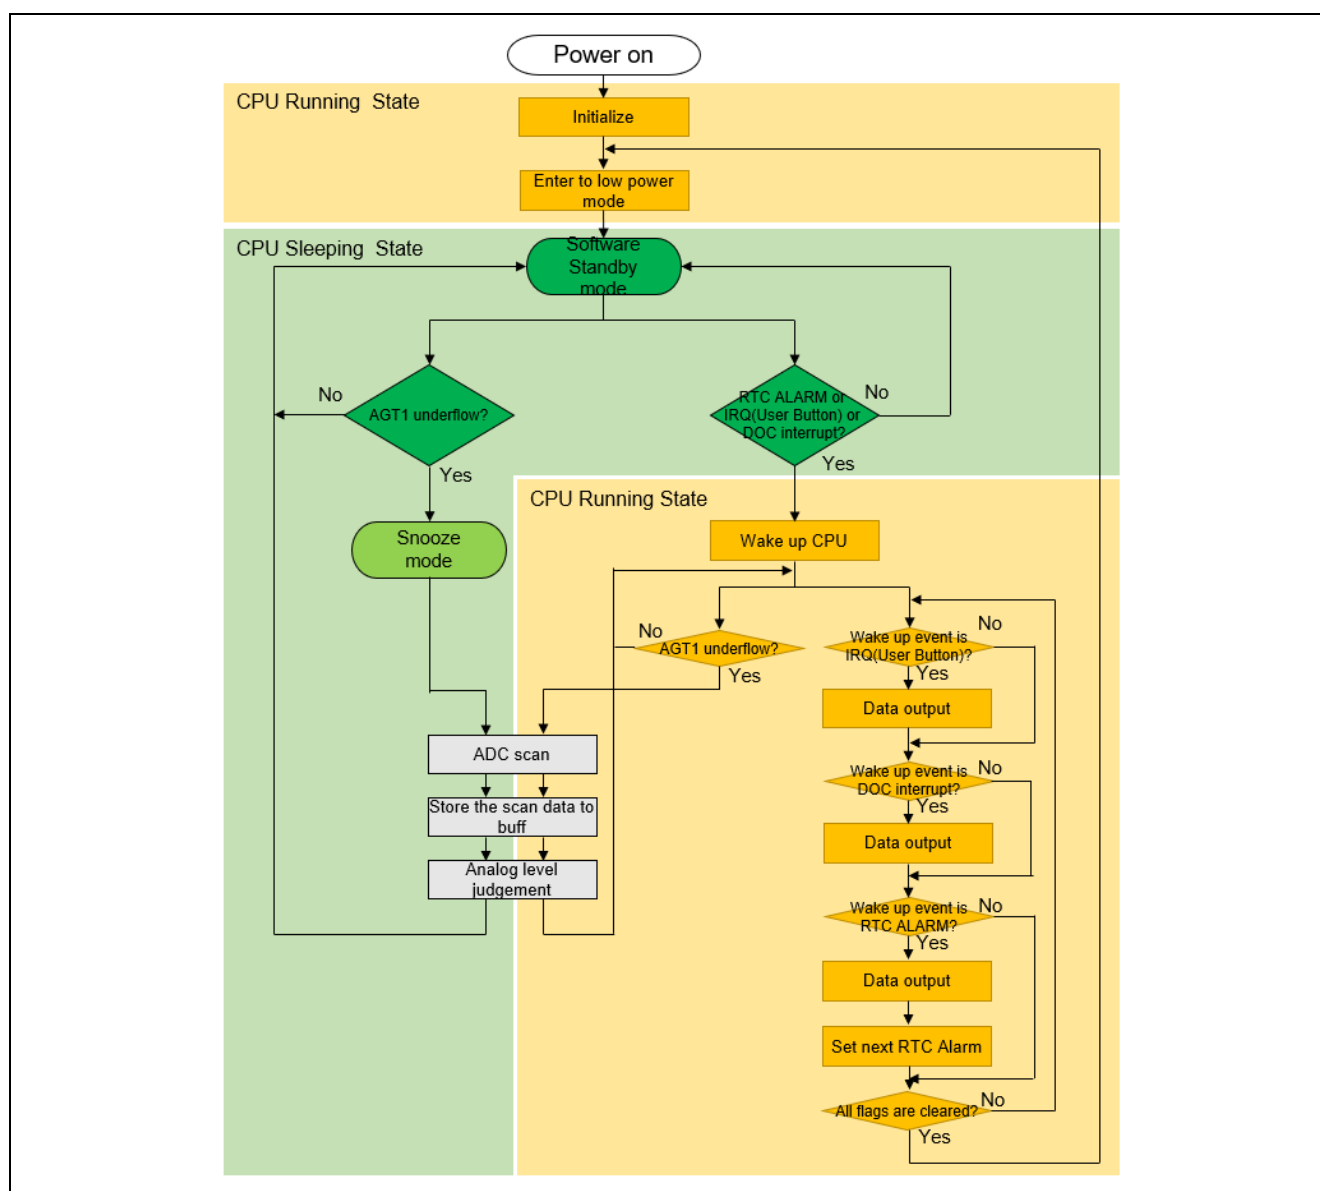 Power on
CPU Running State
Initialize
Enter to low power
mode
CPU Sleeping State
Software
Standby
mode
No
AGT1 underflow?
Yes
RTC ALARM or
IRQ(User Button) or
DOC interrupt?
No
Yes
Snooze
mode
CPU Running State
Wake up CPU
No
AGT1 underflow?
Yes
Wake up event is
IRQ(User Button)?
No
Yes
Data output
Wake up event is
DOC interrupt?
No
Yes
Data output
ADC scan
Store the scan data to
buff
Analog level
judgement
Wake up event is
RTC ALARM?
No
Yes
Data output
Set next RTC Alarm
All flags are cleared?
No
Yes